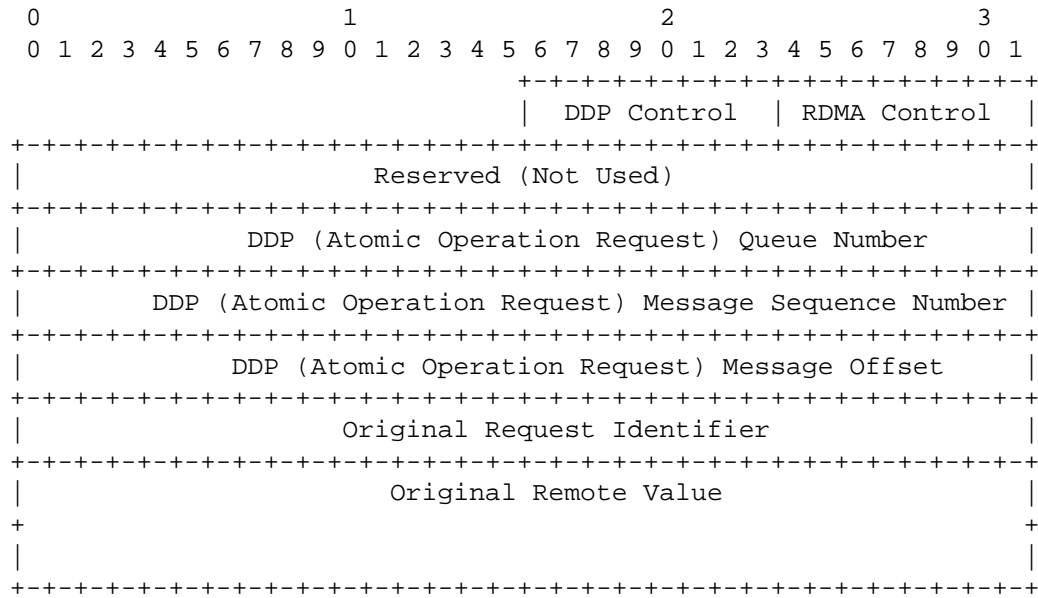 0                   1                   2                   3
0 1 2 3 4 5 6 7 8 9 0 1 2 3 4 5 6 7 8 9 0 1 2 3 4 5 6 7 8 9 0 1
                                +-+-+-+-+-+-+-+-+-+-+-+-+-+-+-+-+
                                |  DDP Control  | RDMA Control  |
+-+-+-+-+-+-+-+-+-+-+-+-+-+-+-+-+-+-+-+-+-+-+-+-+-+-+-+-+-+-+-+-+
|                      Reserved (Not Used)                      |
+-+-+-+-+-+-+-+-+-+-+-+-+-+-+-+-+-+-+-+-+-+-+-+-+-+-+-+-+-+-+-+-+
|              DDP (Atomic Operation Request) Queue Number      |
+-+-+-+-+-+-+-+-+-+-+-+-+-+-+-+-+-+-+-+-+-+-+-+-+-+-+-+-+-+-+-+-+
|        DDP (Atomic Operation Request) Message Sequence Number |
+-+-+-+-+-+-+-+-+-+-+-+-+-+-+-+-+-+-+-+-+-+-+-+-+-+-+-+-+-+-+-+-+
|             DDP (Atomic Operation Request) Message Offset     |
+-+-+-+-+-+-+-+-+-+-+-+-+-+-+-+-+-+-+-+-+-+-+-+-+-+-+-+-+-+-+-+-+
|                    Original Request Identifier                |
+-+-+-+-+-+-+-+-+-+-+-+-+-+-+-+-+-+-+-+-+-+-+-+-+-+-+-+-+-+-+-+-+
|                       Original Remote Value                   |
+                                                               +
|                                                               |
+-+-+-+-+-+-+-+-+-+-+-+-+-+-+-+-+-+-+-+-+-+-+-+-+-+-+-+-+-+-+-+-+